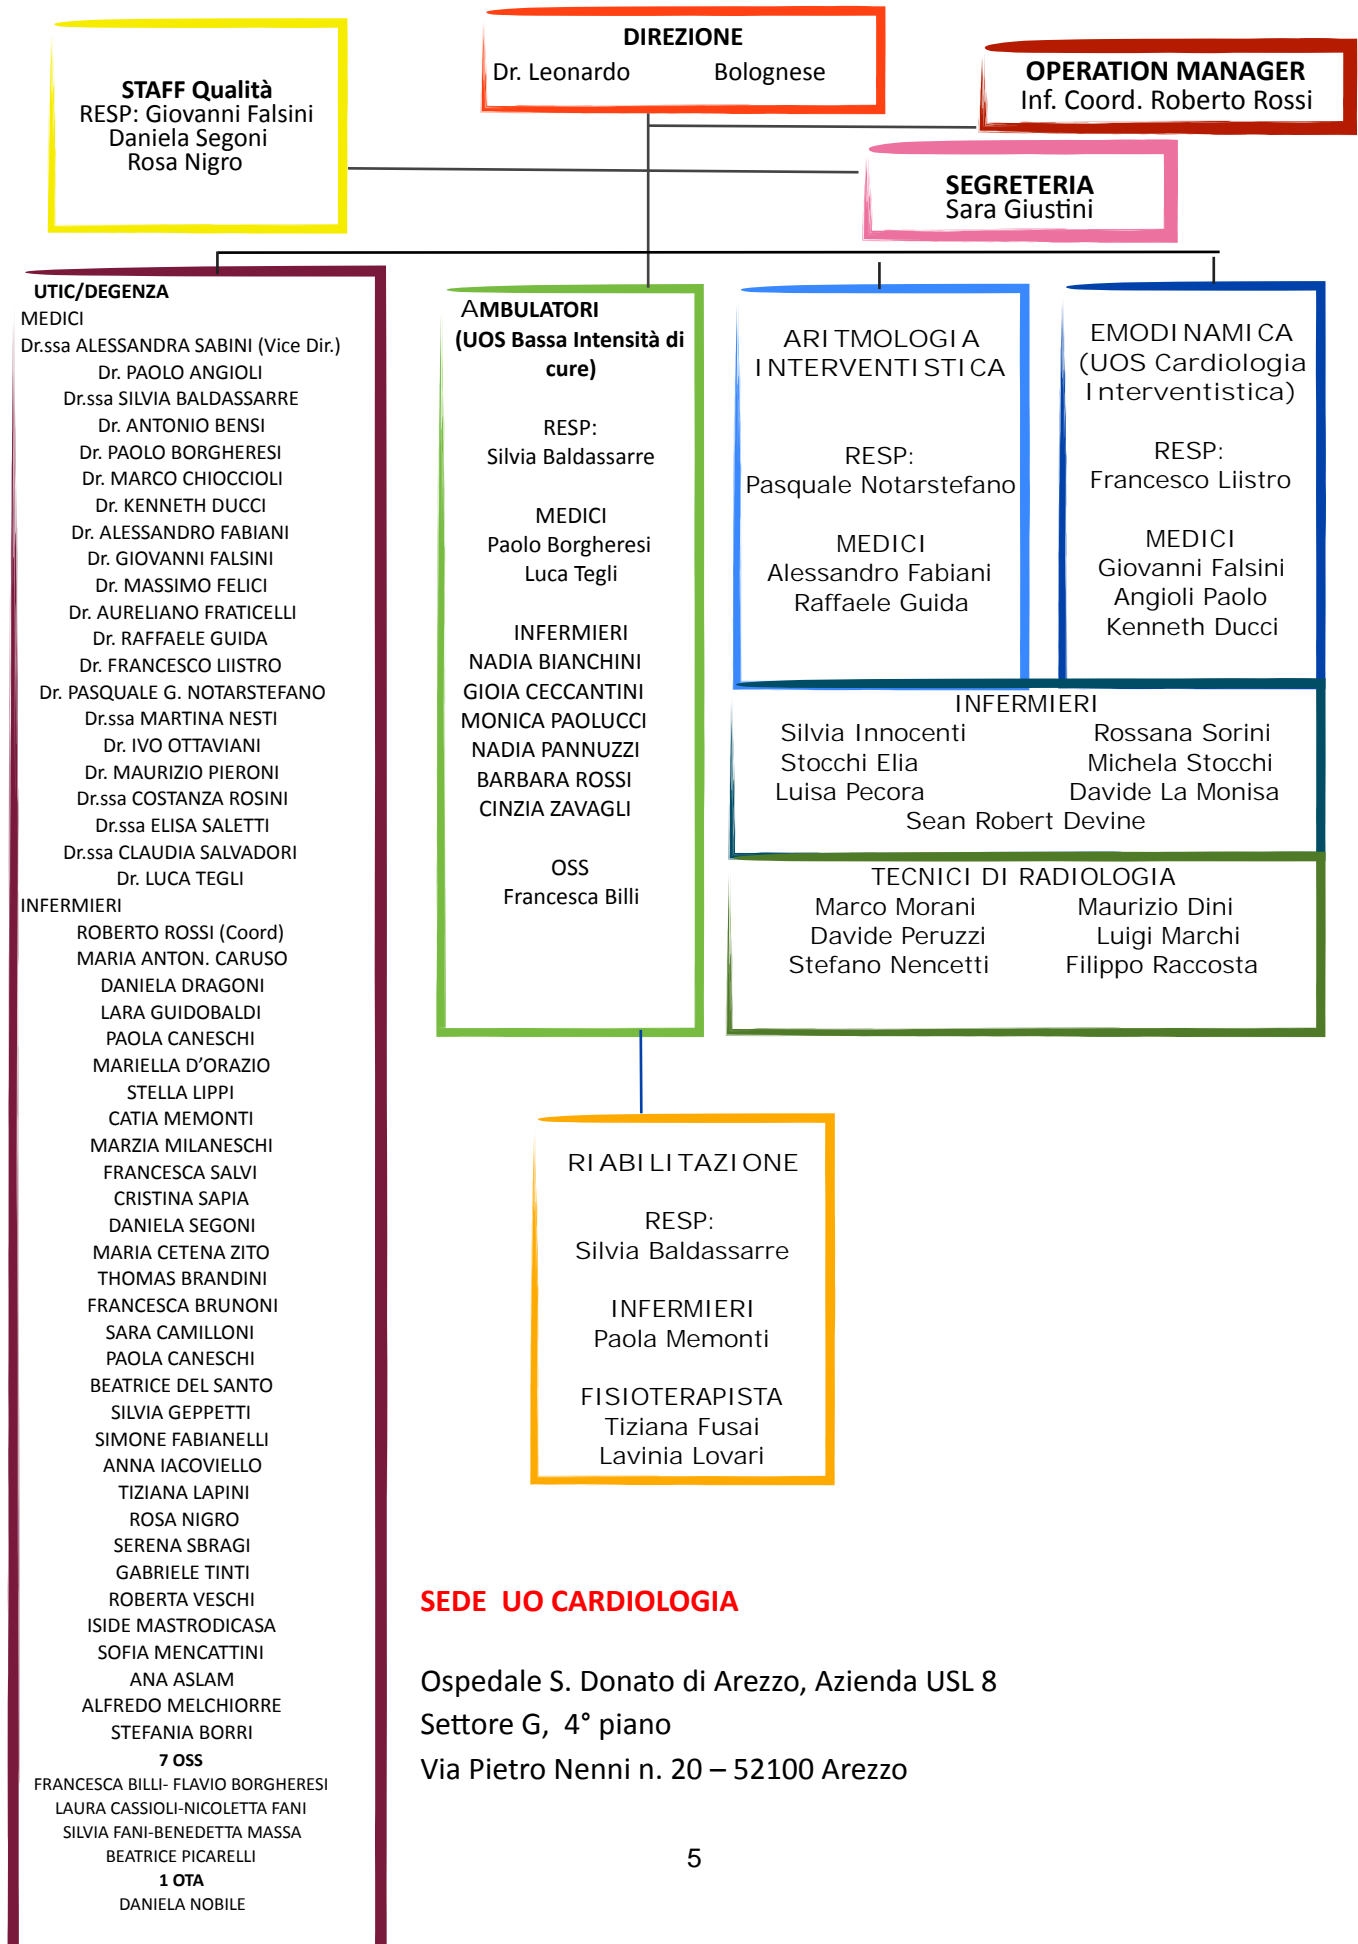 DIREZIONE
Dr. Leonardo Bolognese
STAFF Qualità
RESP: Giovanni Falsini
Daniela Segoni
Rosa Nigro
OPERATION MANAGER
Inf. Coord. Roberto Rossi
SEGRETERIA
Sara Giustini
UTIC/DEGENZA
MEDICI
Dr.ssa ALESSANDRA SABINI (Vice Dir.)
Dr. PAOLO ANGIOLI
Dr.ssa SILVIA BALDASSARRE
Dr. ANTONIO BENSI
Dr. PAOLO BORGHERESI
Dr. MARCO CHIOCCIOLI
Dr. KENNETH DUCCI
Dr. ALESSANDRO FABIANI
Dr. GIOVANNI FALSINI
Dr. MASSIMO FELICI
Dr. AURELIANO FRATICELLI
Dr. RAFFAELE GUIDA
Dr. FRANCESCO LIISTRO
Dr. PASQUALE G. NOTARSTEFANO
Dr.ssa MARTINA NESTI
Dr. IVO OTTAVIANI
Dr. MAURIZIO PIERONI
Dr.ssa COSTANZA ROSINI
Dr.ssa ELISA SALETTI
Dr.ssa CLAUDIA SALVADORI
Dr. LUCA TEGLI
INFERMIERI
ROBERTO ROSSI (Coord)
MARIA ANTON. CARUSO
DANIELA DRAGONI
LARA GUIDOBALDI
PAOLA CANESCHI
MARIELLA D'ORAZIO
STELLA LIPPI
CATIA MEMONTI
MARZIA MILANESCHI
FRANCESCA SALVI
CRISTINA SAPIA
DANIELA SEGONI
MARIA CETENA ZITO
THOMAS BRANDINI
FRANCESCA BRUNONI
SARA CAMILLONI
PAOLA CANESCHI
BEATRICE DEL SANTO
SILVIA GEPPETTI
SIMONE FABIANELLI
ANNA IACOVIELLO
TIZIANA LAPINI
ROSA NIGRO
SERENA SBRAGI
GABRIELE TINTI
ROBERTA VESCHI
ISIDE MASTRODICASA
SOFIA MENCATTINI
ANA ASLAM
ALFREDO MELCHIORRE
STEFANIA BORRI
7 OSS
FRANCESCA BILLI- FLAVIO BORGHERESI
LAURA CASSIOLI-NICOLETTA FANI
SILVIA FANI-BENEDETTA MASSA
BEATRICE PICARELLI
1 OTA
DANIELA NOBILE
AMBULATORI
(UOS Bassa Intensità di
cure)
RESP:
Silvia Baldassarre
MEDICI
Paolo Borgheresi
Luca Tegli
INFERMIERI
NADIA BIANCHINI
GIOIA CECCANTINI
MONICA PAOLUCCI
NADIA PANNUZZI
BARBARA ROSSI
CINZIA ZAVAGLI
OSS
Francesca Billi
ARITMOLOGIA
INTERVENTISTICA
RESP:
Pasquale Notarstefano
MEDICI
Alessandro Fabiani
Raffaele Guida
EMODINAMICA
(UOS Cardiologia
Interventistica)
RESP:
Francesco Liistro
MEDICI
Giovanni Falsini
Angioli Paolo
Kenneth Ducci
INFERMIERI
Silvia Innocenti Rossana Sorini
Stocchi Elia Michela Stocchi
Luisa Pecora Davide La Monisa
Sean Robert Devine
TECNICI DI RADIOLOGIA
Marco Morani Maurizio Dini
Davide Peruzzi Luigi Marchi
Stefano Nencetti Filippo Raccosta
RIABILITAZIONE
RESP:
Silvia Baldassarre
INFERMIERI
Paola Memonti
FISIOTERAPISTA
Tiziana Fusai
Lavinia Lovari
SEDE UO CARDIOLOGIA
Ospedale S. Donato di Arezzo, Azienda USL 8
Settore G, 4° piano
Via Pietro Nenni n. 20 – 52100 Arezzo
5